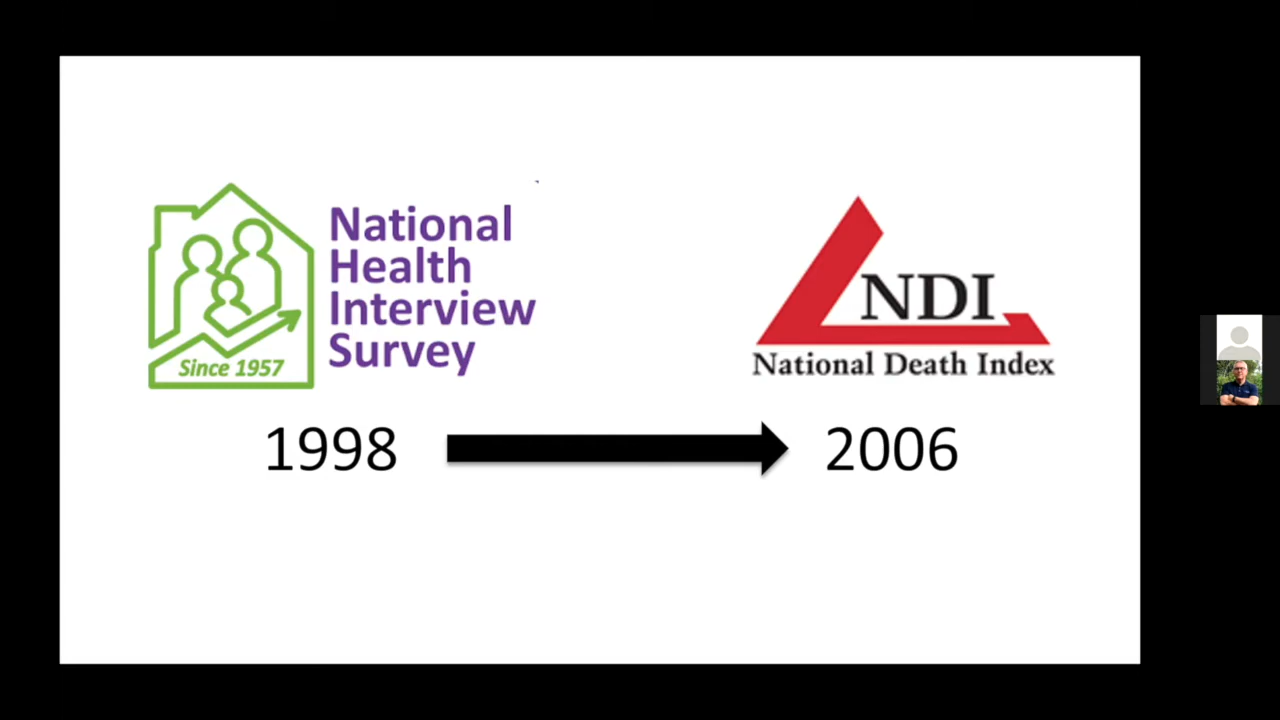 National
Health
Interview
Survey
Since 1957
NDI
National Death Index
1998
2006